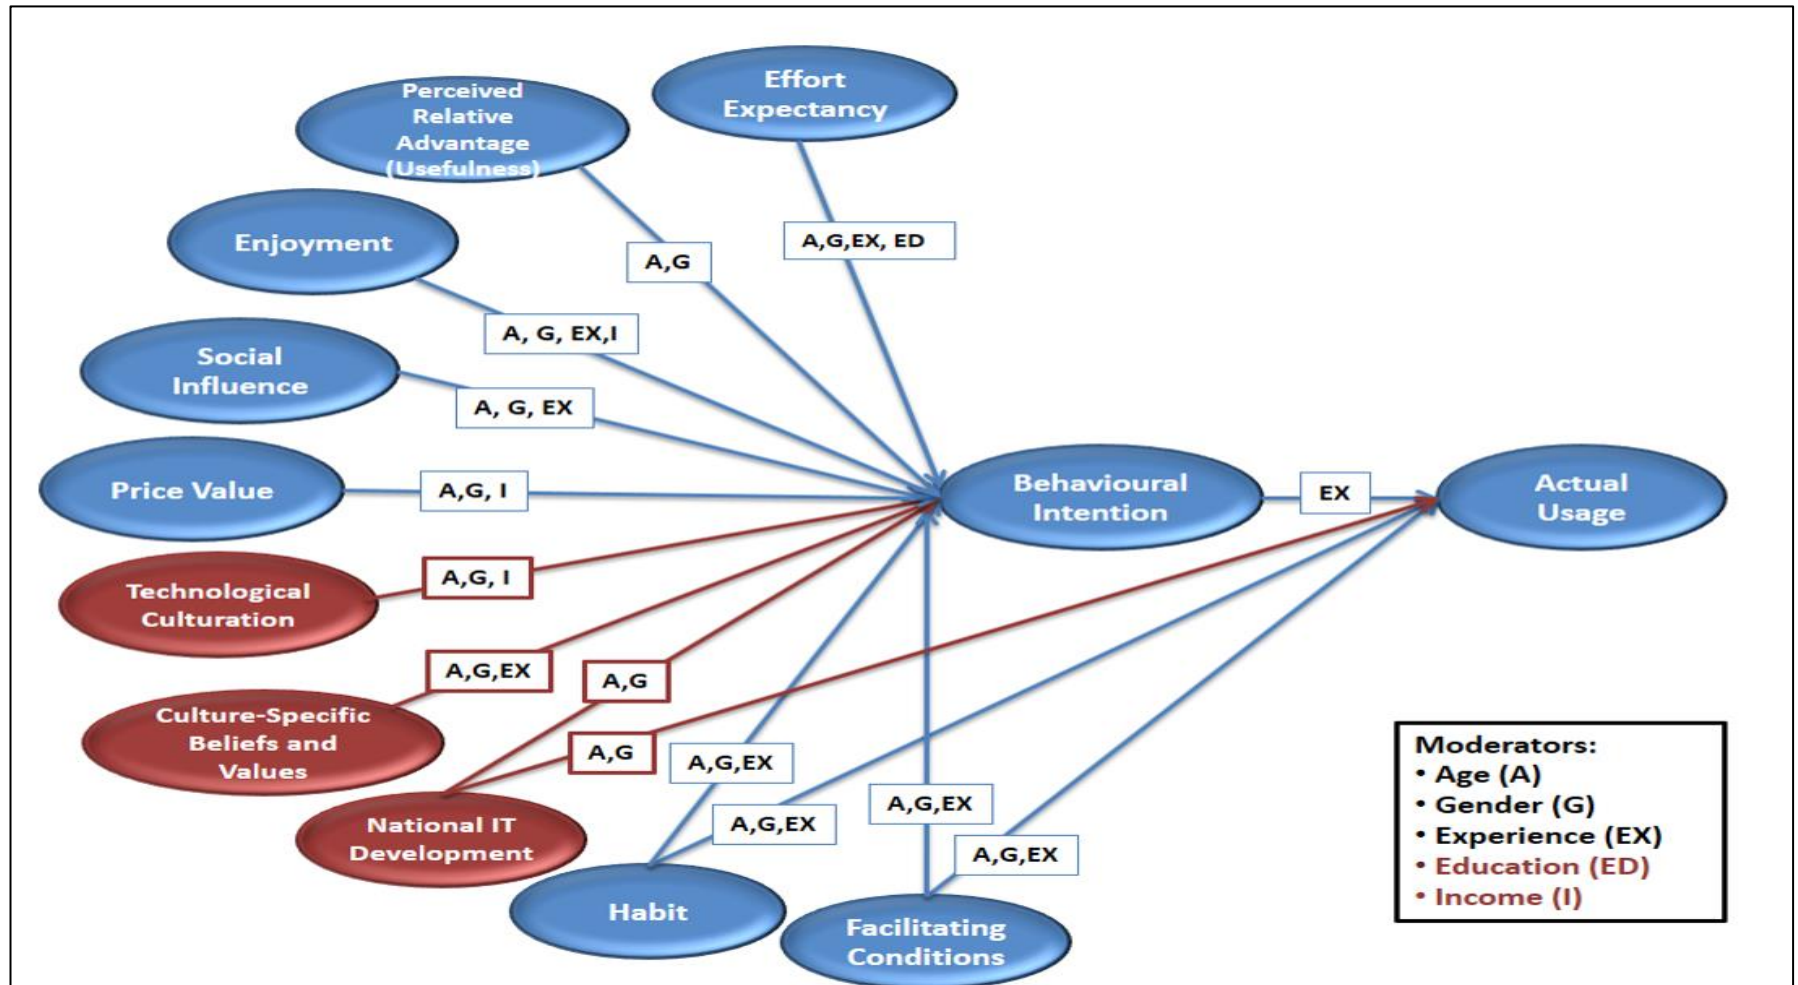 Effort
Expectancy
Perceived
Relative
Advantage
(Usefulness)
Enjoyment
A,G
A,G,EX, ED
A, G, EX,I
Social
Influence
A, G, EX
Price Value
A,G, I
Behavioural
Intention
EX
Actual
Usage
Technological
Culturation
A,G, I
Culture-Specific
Beliefs and
Values
A,G,EX
A,G
A,G
National IT
Development
A,G,EX
A,G,EX
A,G,EX
A,G,EX
Habit
Facilitating
Conditions
Moderators:
• Age (A)
• Gender (G)
• Experience (EX)
• Education (ED)
• Income (I)